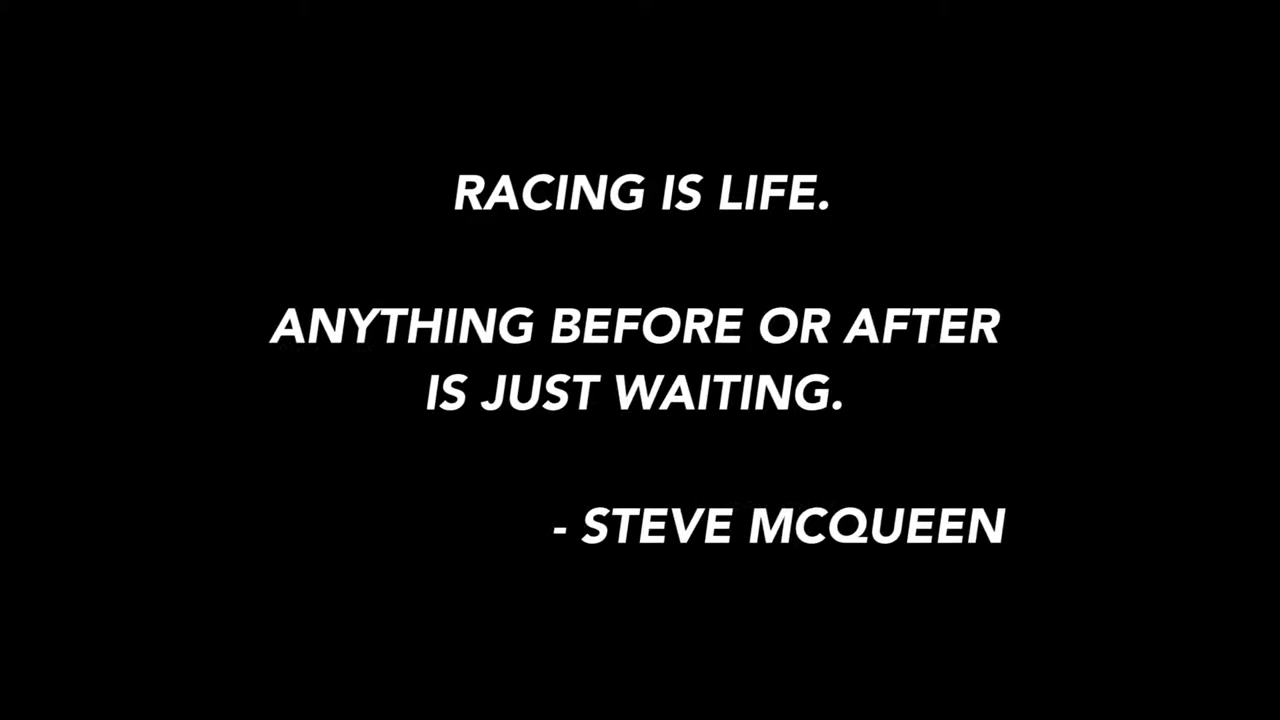 RACING IS LIFE.
ANYTHING BEFORE OR AFTER
IS JUST WAITING.
- STEVE MCQUEEN